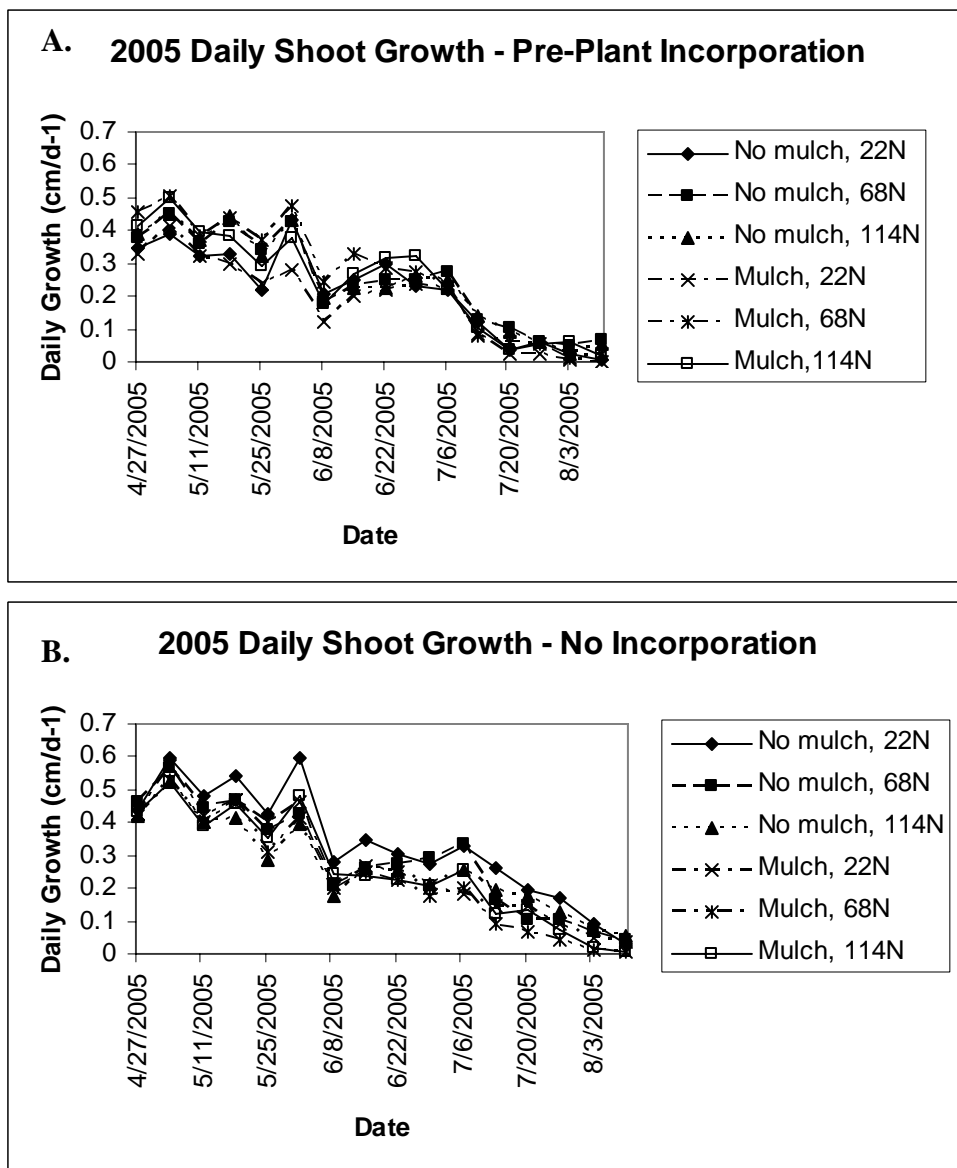 A.
2005 Daily Shoot Growth - Pre-Plant Incorporation
Daily Growth (cm/d-1)
0.7
0.6
0.5
0.4
0.3
0.2
0.1
0
4/27/2005
5/11/2005
5/25/2005
6/8/2005
6/22/2005
7/6/2005
7/20/2005
8/3/2005
Date
No mulch, 22N
No mulch, 68N
No mulch, 114N
Mulch, 22N
Mulch, 68N
Mulch,114N
B.
2005 Daily Shoot Growth - No Incorporation
Daily Growth (cm/d-1)
0.7
0.6
0.5
0.4
0.3
0.2
0.1
0
4/27/2005
5/11/2005
5/25/2005
6/8/2005
6/22/2005
7/6/2005
7/20/2005
8/3/2005
Date
No mulch, 22N
No mulch, 68N
No mulch, 114N
Mulch, 22N
Mulch, 68N
Mulch, 114N